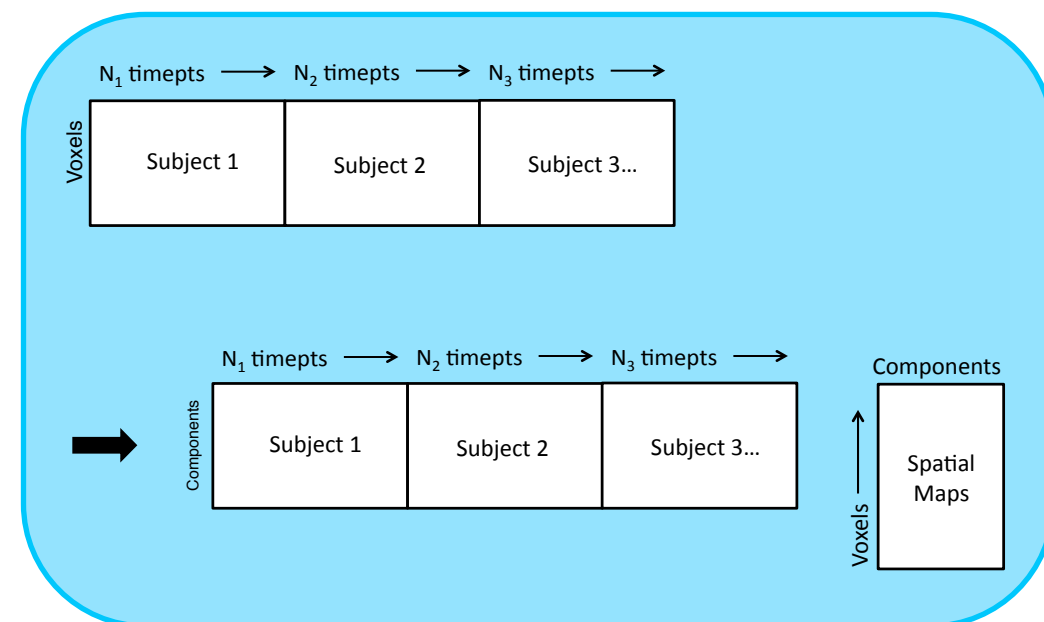 N₁ timepts → N₂ timepts → N₃ timepts →
Voxels
Subject 1 Subject 2 Subject 3...
N₁ timepts → N₂ timepts → N₃ timepts →
Components
Components
Subject 1 Subject 2 Subject 3...
Voxels →
Spatial
Maps